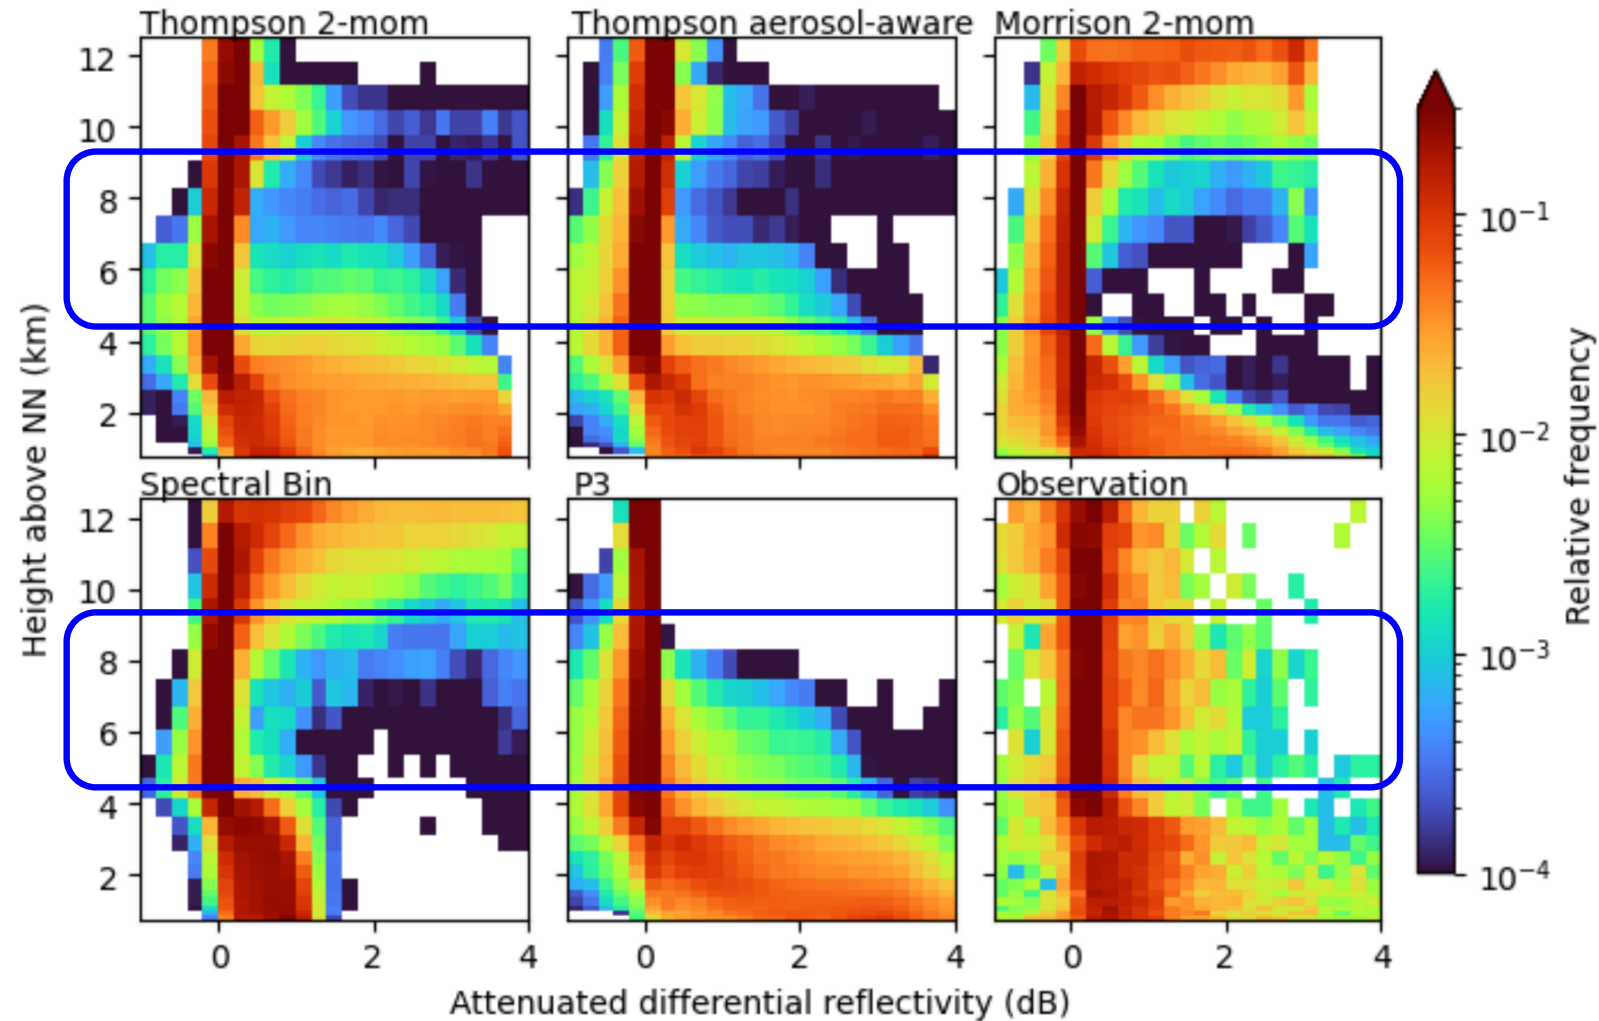 Thompson 2-mom
Thompson aerosol-aware
Morrison 2-mom
12
10
8
6
4
2
10⁻¹
10⁻²
10⁻³
10⁻⁴
Relative frequency
Height above NN (km)
Spectral Bin
P3
Observation
12
10
8
6
4
2
0 2 4
0 2 4
0 2 4
Attenuated differential reflectivity (dB)